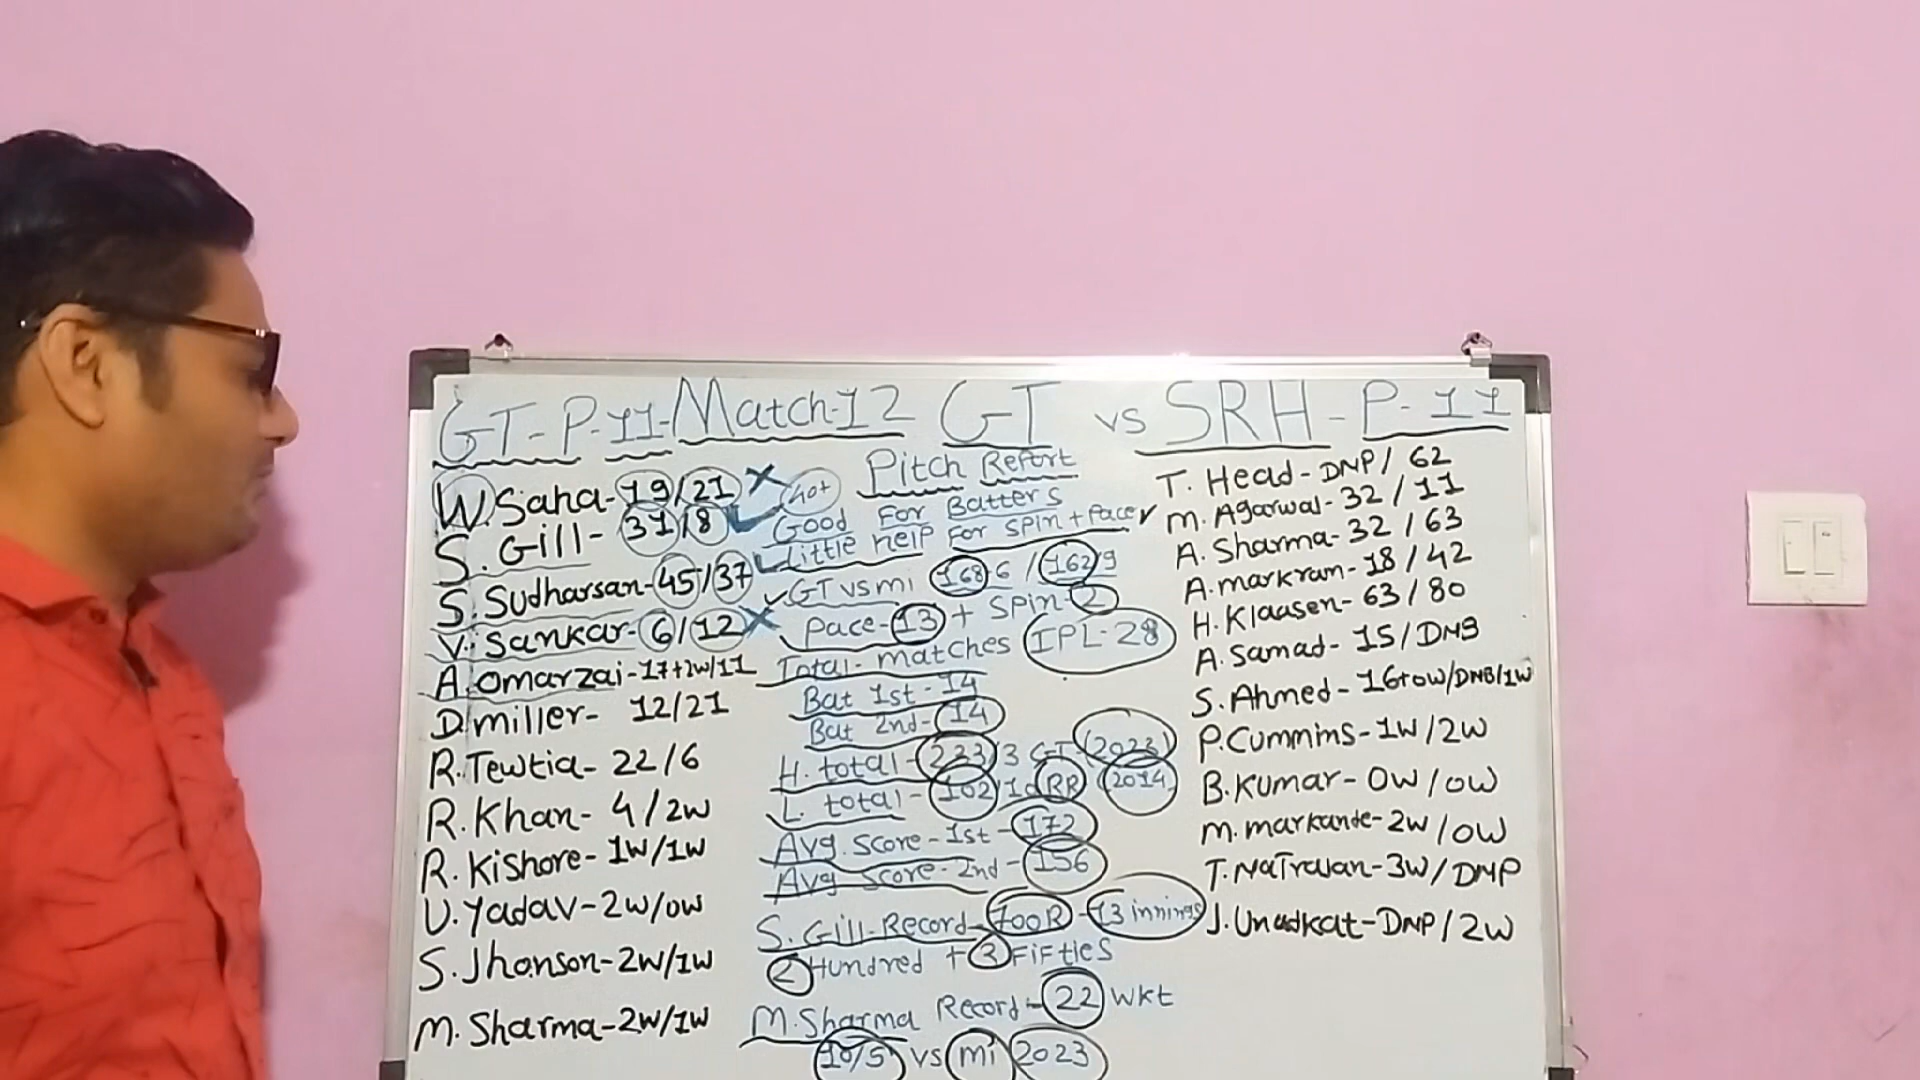 GT-P-11-Match-12 GT vs SRH-P-11
W. Saha-19/21 X 40+
S. Gill-31/8
S. Sudharsan-45/37
V. Sankar-6/12 X
A. omarzai-17+2w/11
D. miller-12/21
R. Tewtia-22/6
R. Khan-4/2w
R. Kishore-1w/1w
U. Yadav-2w/0w
S. Jhonson-2w/1w
M. Sharma-2w/1w
Pitch Report
Good For Batters
Little help For Spin + Pace
GT vs mi 168-6/162/9
Pace-13 + Spin-2
Total-matches IPL-28
Bat 1st-14
Bat 2nd-14
H. total-233/3 GT-(2023)
L. total-102/10 RR (2014
Avg. Score-1st-172
Avg Score-2nd-156
S. Gill-Record-700R-13 innings
2 Hundred + 3 Fifties
M. Sharma Record-22 wkt
10/5 vs mi 2023
T. Head-DNP/62
M. Agarwal-32/11
A. Sharma-32/63
A. markram-18/42
H. Klaasen-63/80
A. Samad-15/DNB
S. Ahmed-16+0w/DNB/1w
P. Cummins-1w/2w
B. Kumar-0w/0w
M. markande-2w/0w
T. NaTrajan-3w/DNP
J. Unadkat-DNP/2w